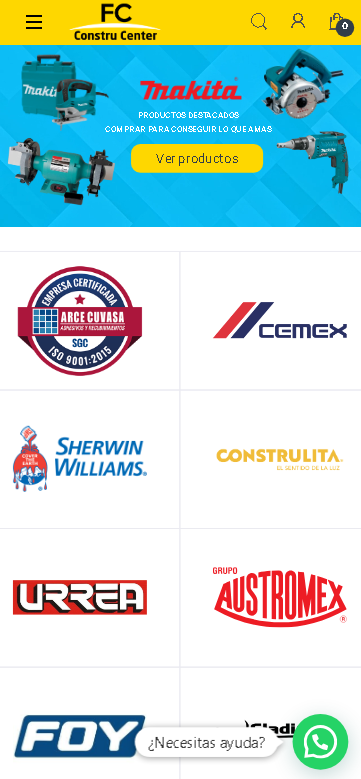 FC
Constru Center
0
makita
PRODUCTOS DESTACADOS
COMPRAR PARA CONSEGUIR LO QUE AMAS
Ver productos
EMPRESA CERTIFICADA
ARCE CUVASA
ADHESIVOS Y RECUBRIMIENTOS
SGC
ISO 9001:2015
CEMEX
COVER THE EARTH
SHERWIN
WILLIAMS®
CONSTRULITA
EL SENTIDO DE LA LUZ
URREA
GRUPO
AUSTROMEX®
FOY
¿Necesitas ayuda?